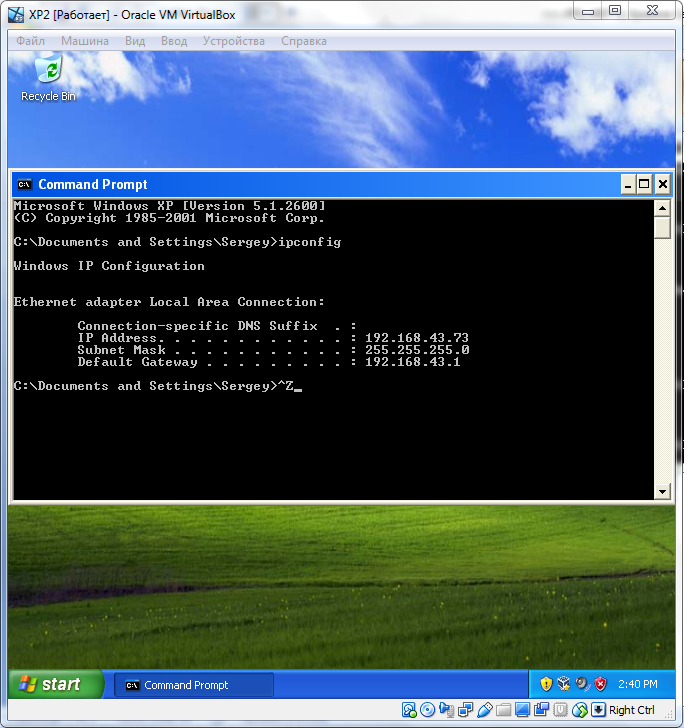 XP2 [Работает] - Oracle VM VirtualBox
Файл Машина Вид Ввод Устройства Справка
Recycle Bin
C:\ Command Prompt
Microsoft Windows XP [Version 5.1.2600]
(C) Copyright 1985-2001 Microsoft Corp.
C:\Documents and Settings\Sergey>ipconfig
Windows IP Configuration
Ethernet adapter Local Area Connection:
Connection-specific DNS Suffix . :
IP Address. . . . . . . . . . . . : 192.168.43.73
Subnet Mask . . . . . . . . . . . : 255.255.255.0
Default Gateway . . . . . . . . . : 192.168.43.1
C:\Documents and Settings\Sergey>^Z_
start C:\ Command Prompt 2:40 PM
Right Ctrl